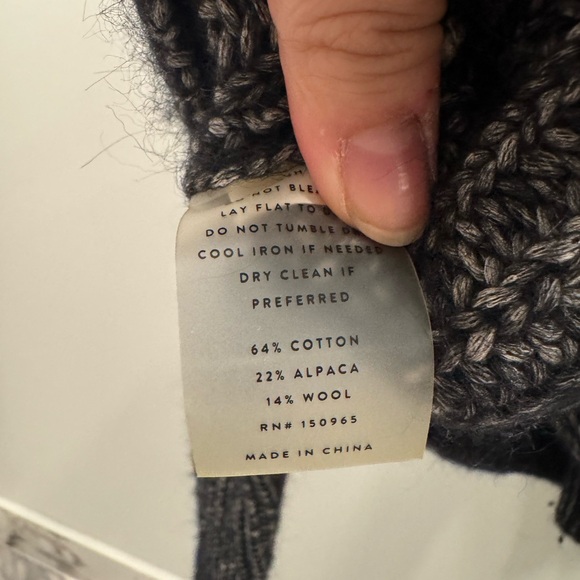 NOT
LAY FLAT TO
DO NOT TUMBLE
COOL IRON IF NEEDED
DRY CLEAN IF
PREFERRED
64% COTTON
22% ALPACA
14% WOOL
RN# 150965
MADE IN CHINA